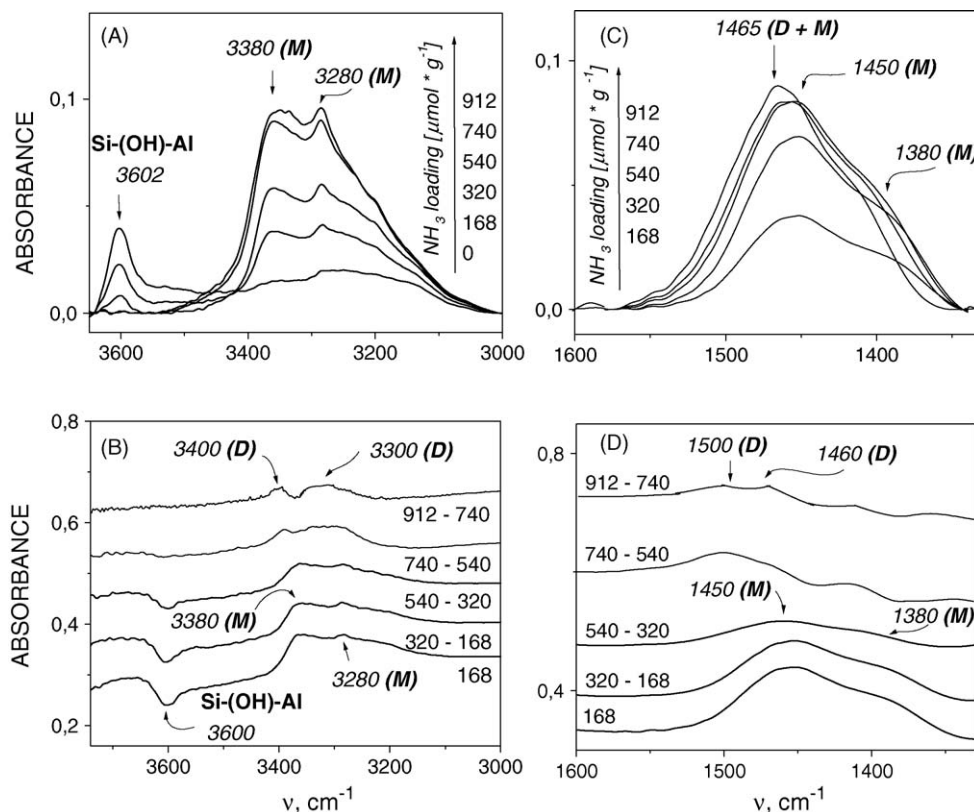 (A)
3380 (M)
3280 (M)
NH3 loading [μmol * g-1]
912
740
540
320
168
0
Si-(OH)-Al
3602
ABSORBANCE
0,1
0,0
3600
3400
3200
3000
(C)
1465 (D + M)
1450 (M)
1380 (M)
NH3 loading [μmol * g-1]
912
740
540
320
168
0,1
0,0
1600
1500
1400
(B)
3400 (D)
3300 (D)
912 - 740
740 - 540
540 - 320
3380 (M)
320 - 168
3280 (M)
168
Si-(OH)-Al
3600
ABSORBANCE
0,8
0,6
0,4
0,2
3600
3400
3200
3000
ν, cm-1
(D)
1500 (D)
1460 (D)
912 - 740
740 - 540
1450 (M)
1380 (M)
540 - 320
320 - 168
168
0,8
0,4
1600
1500
1400
ν, cm-1